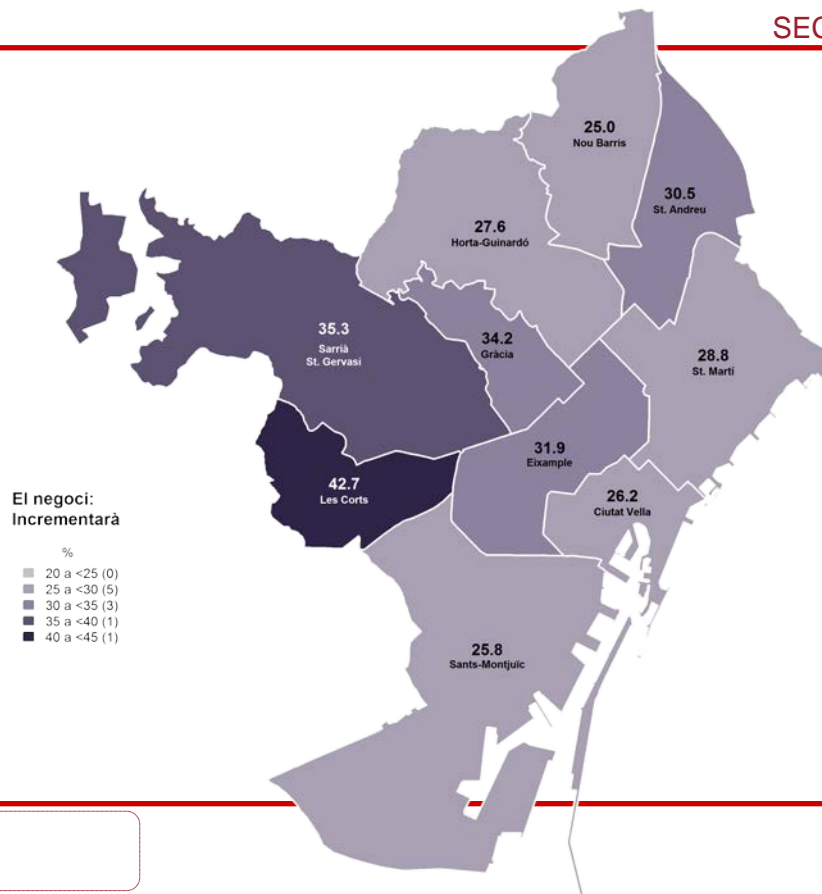 SEC
25.0
Nou Barris
30.5
St. Andreu
27.6
Horta-Guinardó
35.3
Sarrià
St. Gervasi
34.2
Gràcia
28.8
St. Martí
31.9
Eixample
42.7
Les Corts
26.2
Ciutat Vella
El negoci:
Incrementarà
%
20 a <25 (0)
25 a <30 (5)
30 a <35 (3)
35 a <40 (1)
40 a <45 (1)
25.8
Sants-Montjuïc